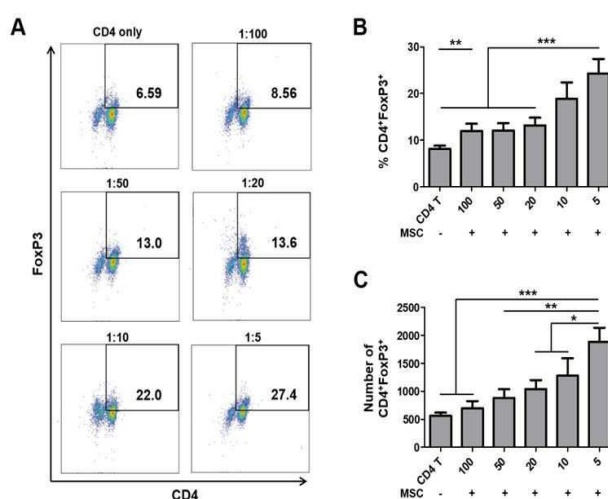 A
CD4 only
1:100
6.59
8.56
1:50
1:20
13.0
13.6
1:10
1:5
22.0
27.4
FoxP3
CD4
B
**
***
% CD4+FoxP3+
30
20
10
0
CD4 T
100
50
20
10
5
MSC - + + + + +
C
***
**
*
Number of
CD4+FoxP3+
2500
2000
1500
1000
500
0
CD4 T
100
50
20
10
5
MSC - + + + + +